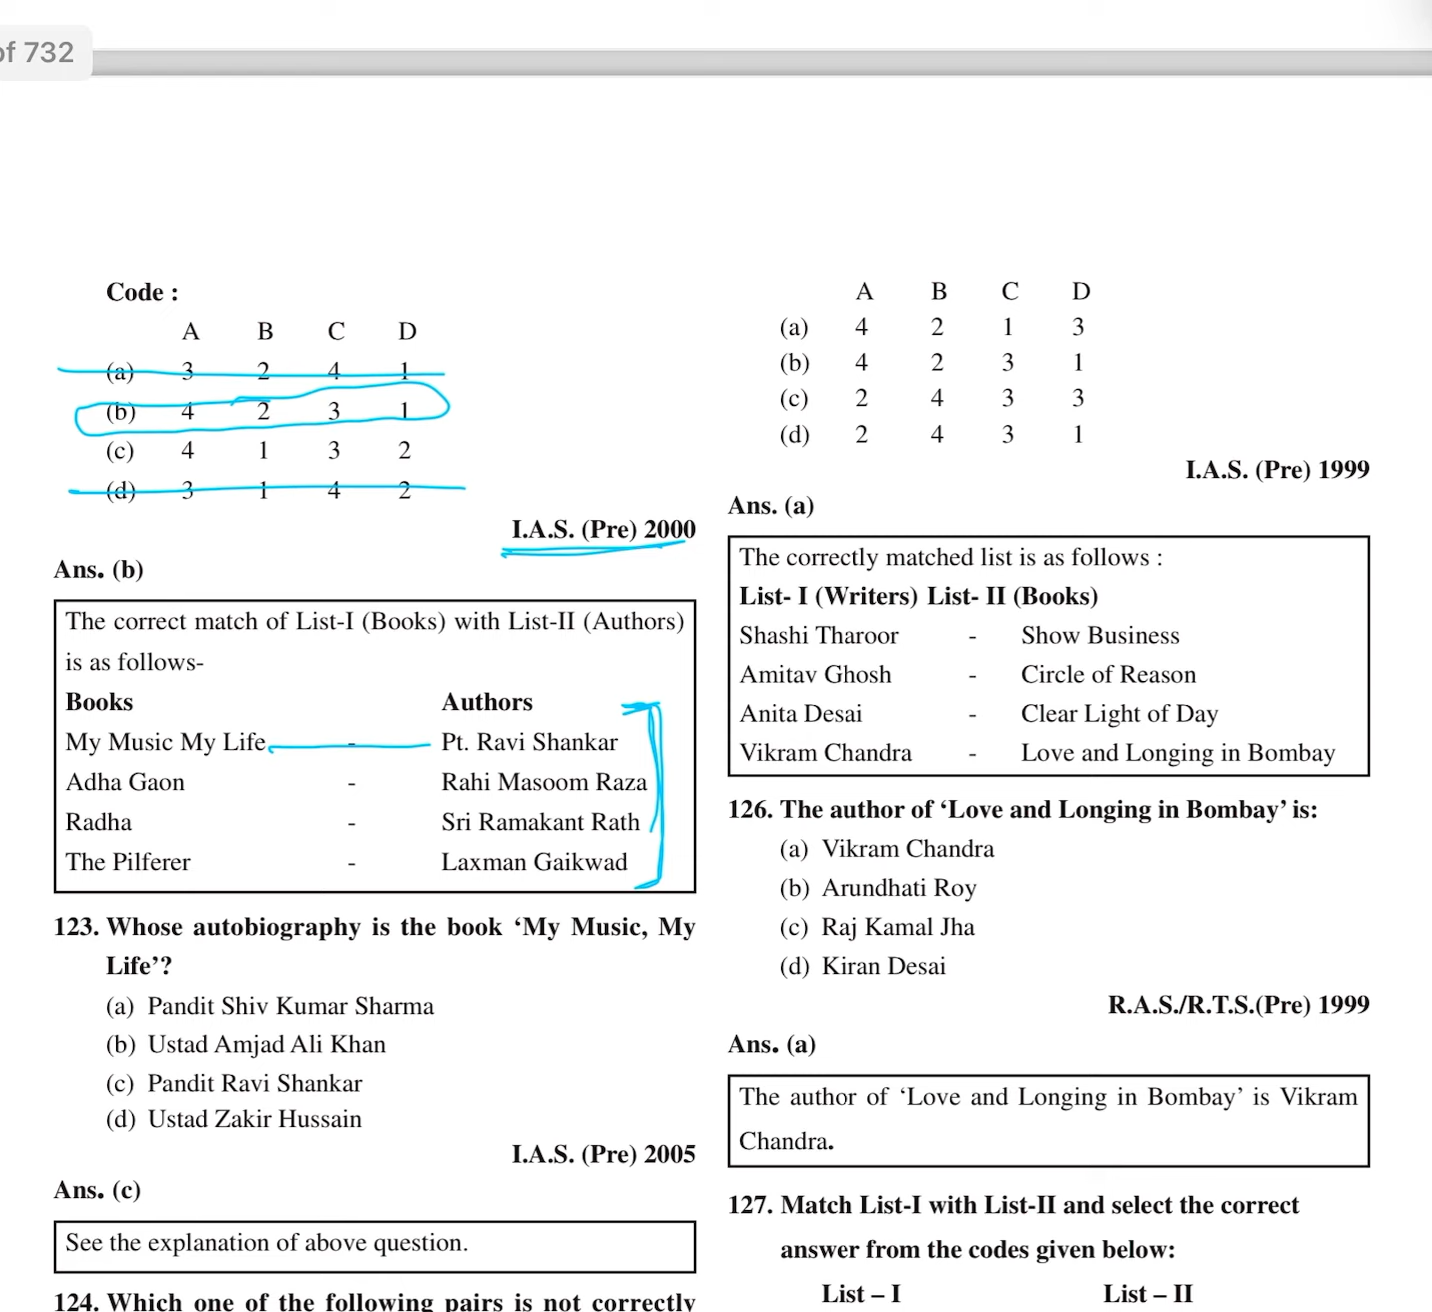 of 732
Code :
A B C D
(a) 3 2 4 1
(b) 4 2 3 1
(c) 4 1 3 2
(d) 3 1 4 2
I.A.S. (Pre) 2000
Ans. (b)
The correct match of List-I (Books) with List-II (Authors)
is as follows-
Books Authors
My Music My Life - Pt. Ravi Shankar
Adha Gaon - Rahi Masoom Raza
Radha - Sri Ramakant Rath
The Pilferer - Laxman Gaikwad
123. Whose autobiography is the book ‘My Music, My
Life’?
(a) Pandit Shiv Kumar Sharma
(b) Ustad Amjad Ali Khan
(c) Pandit Ravi Shankar
(d) Ustad Zakir Hussain
I.A.S. (Pre) 2005
Ans. (c)
See the explanation of above question.
124. Which one of the following pairs is not correctly
A B C D
(a) 4 2 1 3
(b) 4 2 3 1
(c) 2 4 3 3
(d) 2 4 3 1
I.A.S. (Pre) 1999
Ans. (a)
The correctly matched list is as follows :
List- I (Writers) List- II (Books)
Shashi Tharoor - Show Business
Amitav Ghosh - Circle of Reason
Anita Desai - Clear Light of Day
Vikram Chandra - Love and Longing in Bombay
126. The author of ‘Love and Longing in Bombay’ is:
(a) Vikram Chandra
(b) Arundhati Roy
(c) Raj Kamal Jha
(d) Kiran Desai
R.A.S./R.T.S.(Pre) 1999
Ans. (a)
The author of ‘Love and Longing in Bombay’ is Vikram
Chandra.
127. Match List-I with List-II and select the correct
answer from the codes given below:
List – I List – II